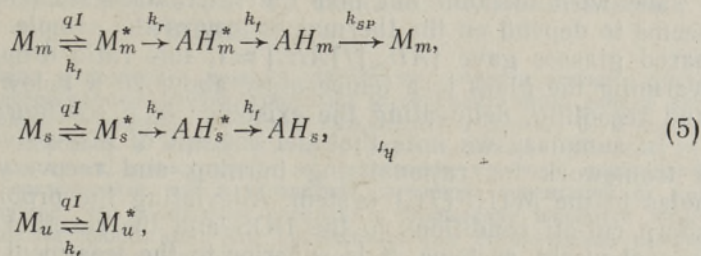 qI k_r k_f k_SP
M_m ⇌ M_m^* → AH_m^* → AH_m → M_m,
k_f
qI k_r k_f
M_s ⇌ M_s^* → AH_s^* → AH_s, (5)
k_f
qI
M_u ⇌ M_u^*,
k_f